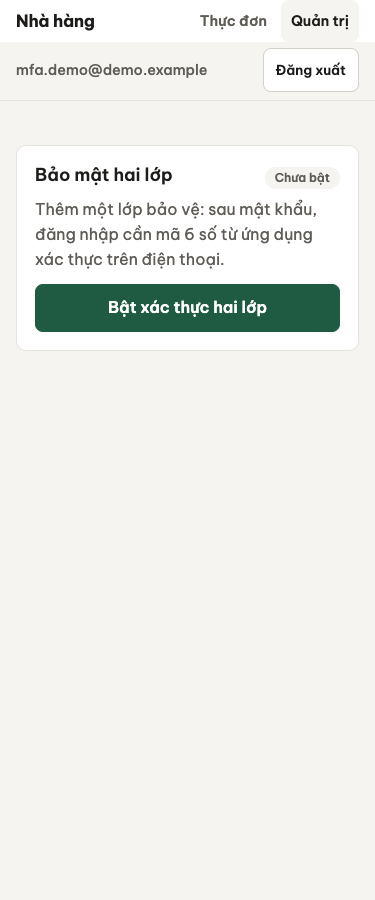 Nhà hàng
Thực đơn
Quản trị
mfa.demo@demo.example
Đăng xuất
Bảo mật hai lớp
Chưa bật
Thêm một lớp bảo vệ: sau mật khẩu,
đăng nhập cần mã 6 số từ ứng dụng
xác thực trên điện thoại.
Bật xác thực hai lớp